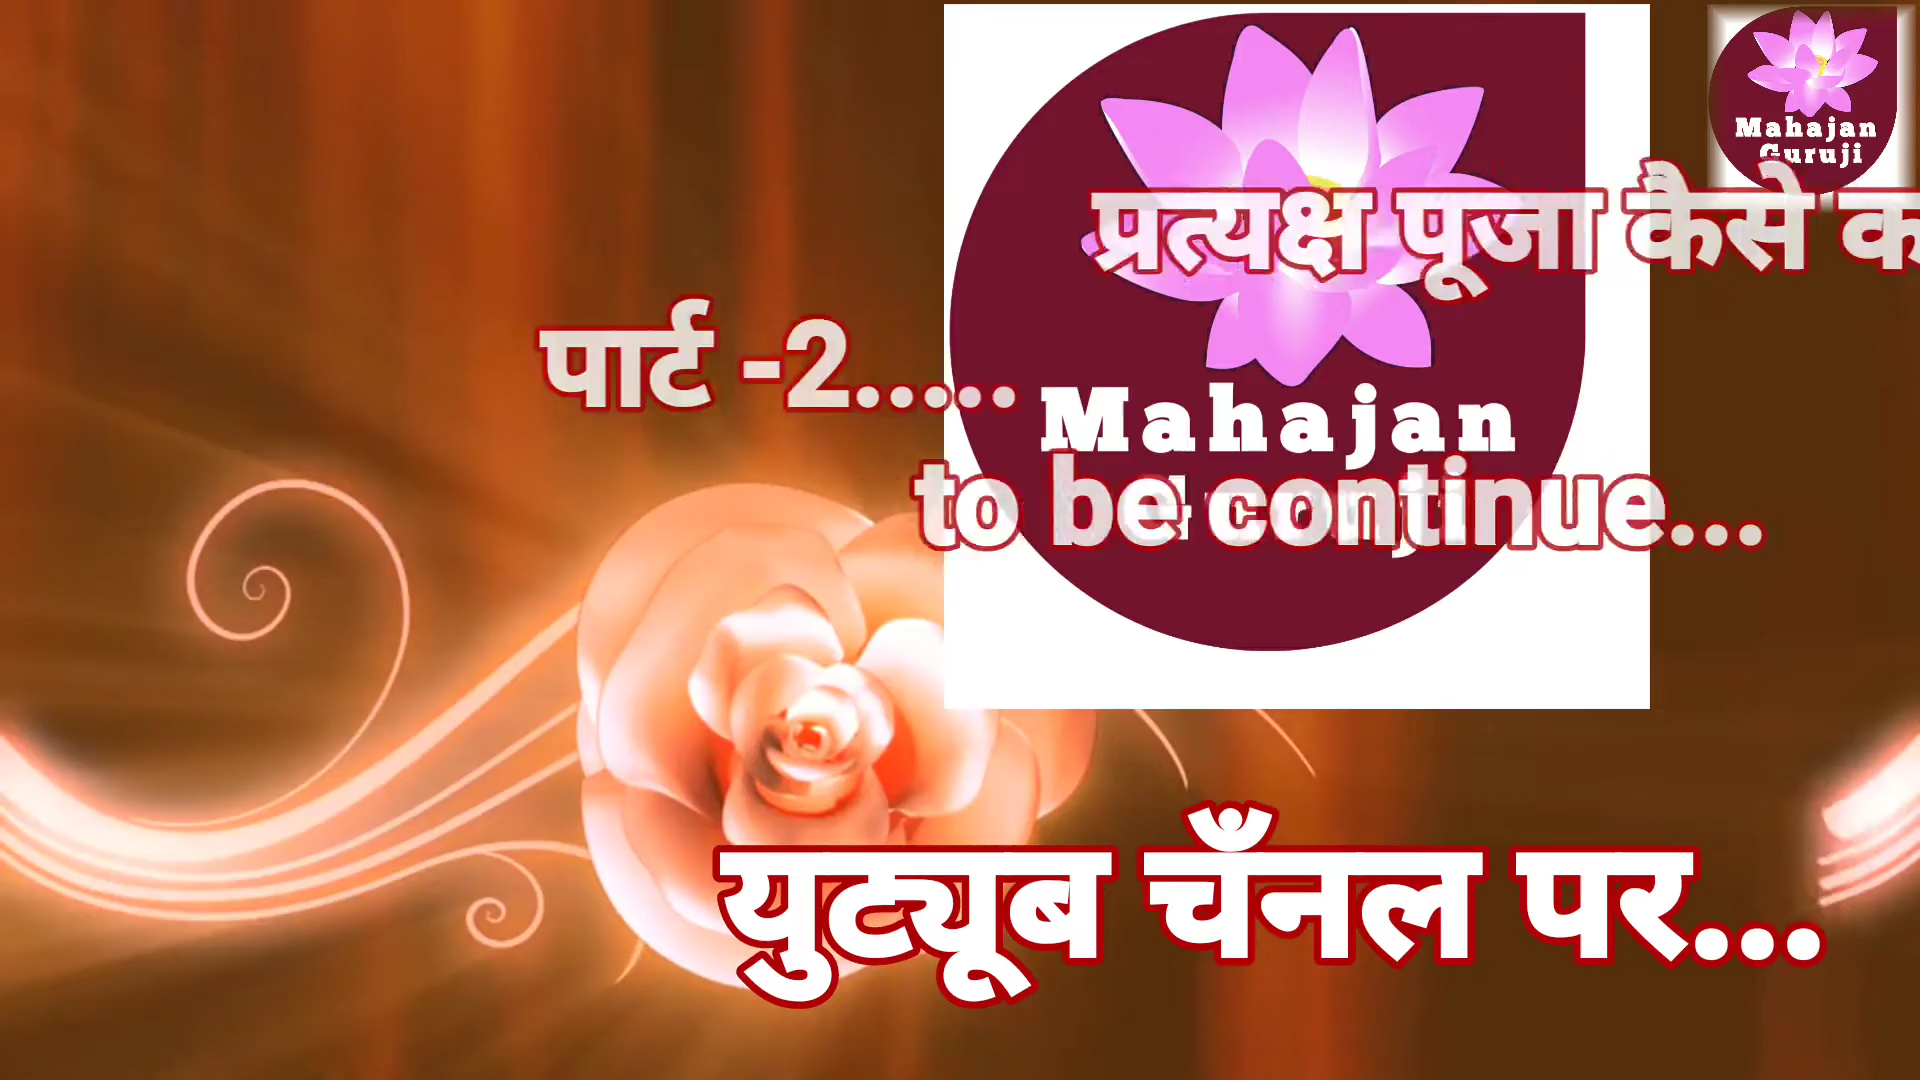 Mahajan
Guruji
प्रत्यक्ष पूजा कैसे
पार्ट -2.....
Mahajan
to be continue...
युट्यूब चॅंनल पर...